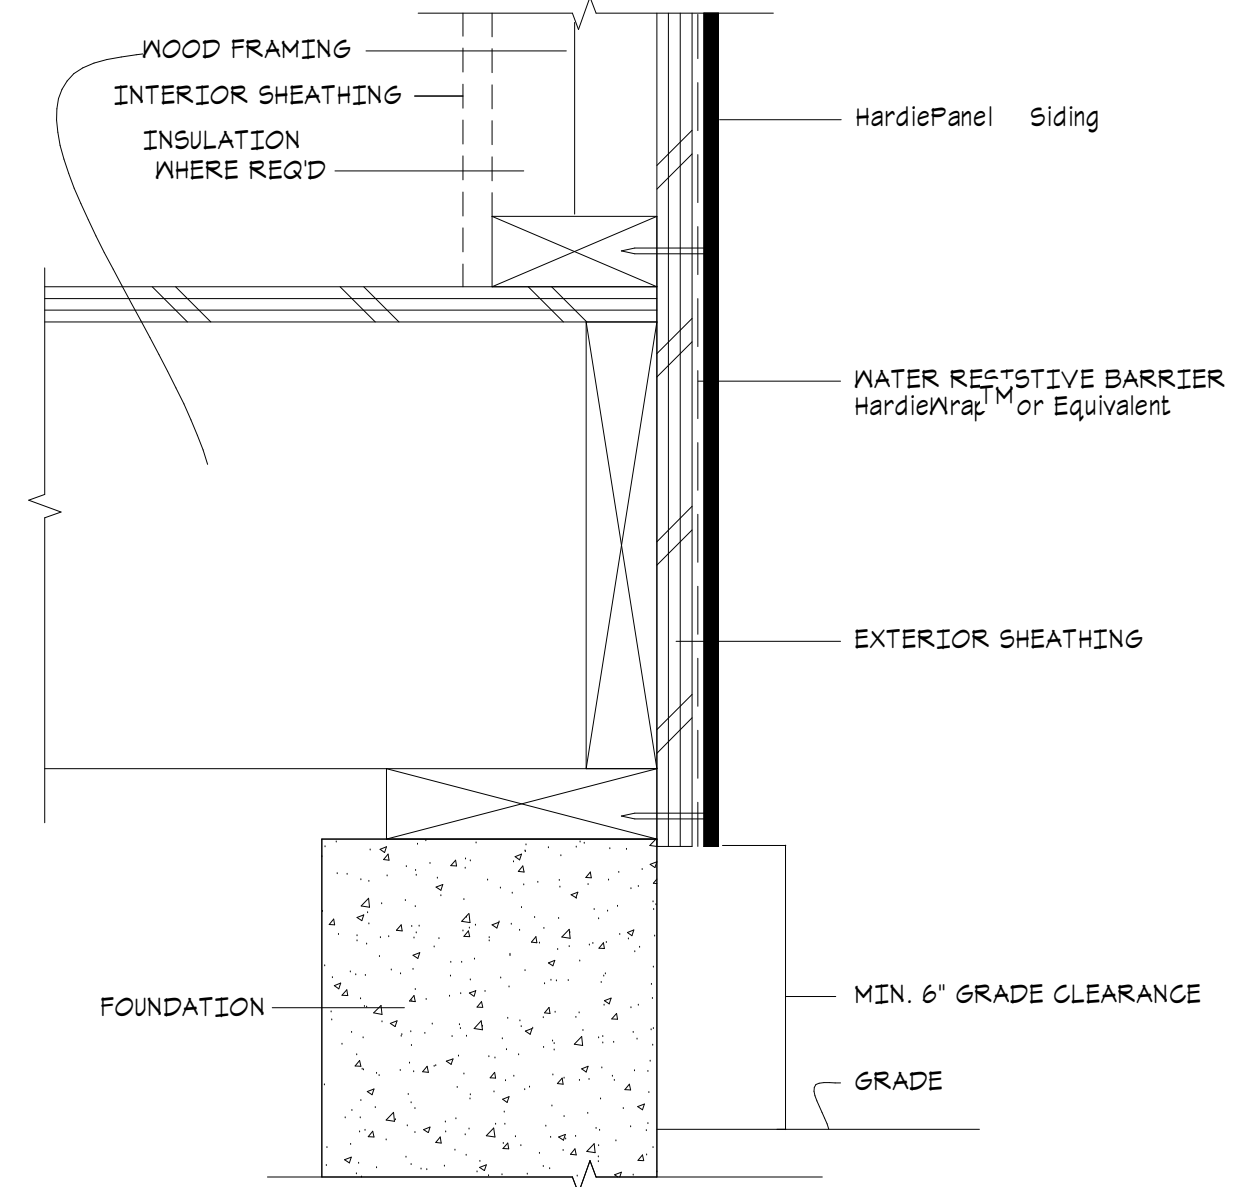 WOOD FRAMING
INTERIOR SHEATHING
INSULATION
WHERE REQ'D
HardiePanel Siding
WATER RESISTIVE BARRIER
HardieWrap™ or Equivalent
EXTERIOR SHEATHING
FOUNDATION
MIN. 6" GRADE CLEARANCE
GRADE